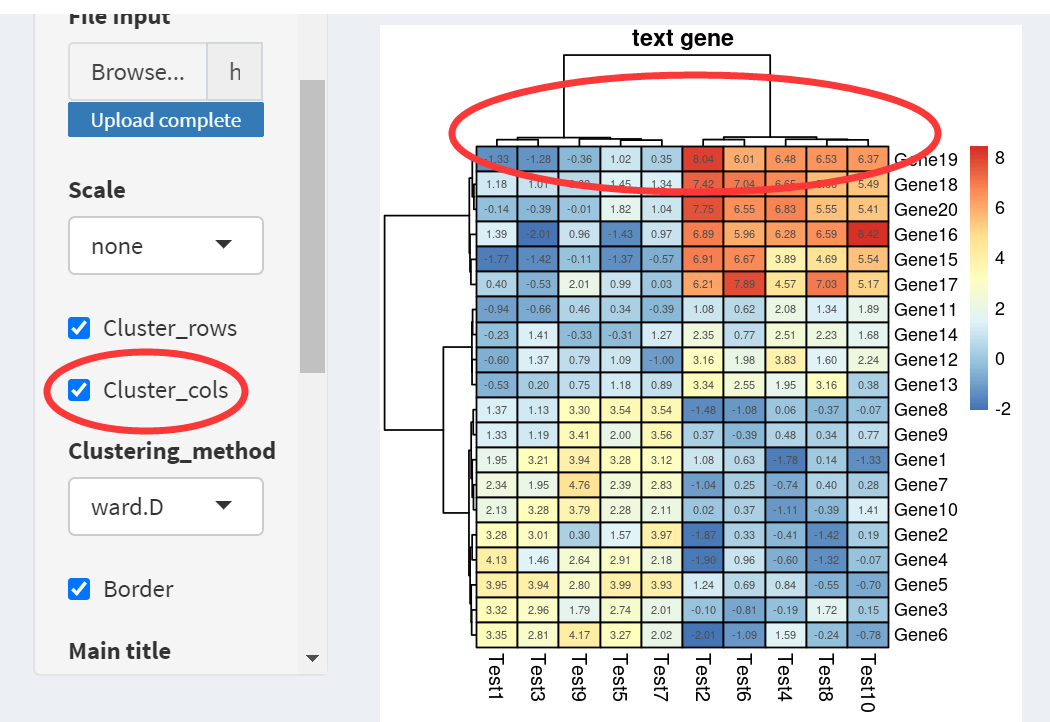 File input
Browse...
h
Upload complete
Scale
none
Cluster_rows
Cluster_cols
Clustering_method
ward.D
Border
Main title
text gene
-1.33 -1.28 -0.36 1.02 0.35 8.04 6.01 6.48 6.53 6.37 Gene19
1.18 1.01 1.45 1.34 7.42 7.04 5.49 Gene18
-0.14 -0.39 -0.01 1.82 1.04 7.75 6.55 6.83 5.55 5.41 Gene20
1.39 -2.01 0.96 -1.43 0.97 6.89 5.96 6.28 6.59 8.42 Gene16
-1.77 -1.42 -0.11 -1.37 -0.57 6.91 6.67 3.89 4.69 5.54 Gene15
0.40 -0.53 2.01 0.99 0.03 6.21 7.89 4.57 7.03 5.17 Gene17
-0.94 -0.66 0.46 0.34 -0.39 1.08 0.62 2.08 1.34 1.89 Gene11
-0.23 1.41 -0.33 -0.31 1.27 2.35 0.77 2.51 2.23 1.68 Gene14
-0.60 1.37 0.79 1.09 -1.00 3.16 1.98 3.83 1.60 2.24 Gene12
-0.53 0.20 0.75 1.18 0.89 3.34 2.55 1.95 3.16 0.38 Gene13
1.37 1.13 3.30 3.54 3.54 -1.48 -1.08 0.06 -0.37 -0.07 Gene8
1.33 1.19 3.41 2.00 3.56 0.37 -0.39 0.48 0.34 0.77 Gene9
1.95 3.21 3.94 3.28 3.12 1.08 0.63 -1.78 0.14 -1.33 Gene1
2.34 1.95 4.76 2.39 2.83 -1.04 0.25 -0.74 0.40 0.28 Gene7
2.13 3.28 3.79 2.28 2.11 0.02 0.37 -1.11 -0.39 1.41 Gene10
3.28 3.01 0.30 1.57 3.97 -1.87 0.33 -0.41 -1.42 0.19 Gene2
4.13 1.46 2.64 2.91 2.18 -1.90 0.96 -0.60 -1.32 -0.07 Gene4
3.95 3.94 2.80 3.99 3.93 1.24 0.69 0.84 -0.55 -0.70 Gene5
3.32 2.96 1.79 2.74 2.01 -0.10 -0.81 -0.19 1.72 0.15 Gene3
3.35 2.81 4.17 3.27 2.02 -2.01 -1.09 1.59 -0.24 -0.78 Gene6
Test1 Test3 Test9 Test5 Test7 Test2 Test6 Test4 Test8 Test10
8
6
4
2
0
-2